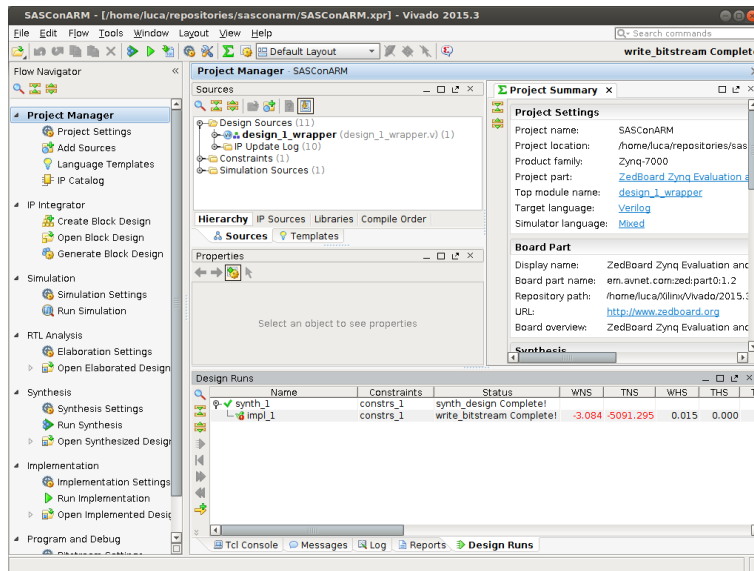 SASConARM - [/home/luca/repositories/sasconarm/SASConARM.xpr] - Vivado 2015.3
File Edit Flow Tools Window Layout View Help
Search commands
Default Layout
write_bitstream Complete
Flow Navigator
Project Manager
Project Settings
Add Sources
Language Templates
IP Catalog
IP Integrator
Create Block Design
Open Block Design
Generate Block Design
Simulation
Simulation Settings
Run Simulation
RTL Analysis
Elaboration Settings
Open Elaborated Design
Synthesis
Synthesis Settings
Run Synthesis
Open Synthesized Design
Implementation
Implementation Settings
Run Implementation
Open Implemented Desig
Program and Debug
Bitstream Settings
Project Manager - SASConARM
Sources
Design Sources (11)
design_1_wrapper (design_1_wrapper.v) (1)
IP Update Log (10)
Constraints (1)
Simulation Sources (1)
Hierarchy IP Sources Libraries Compile Order
Sources Templates
Properties
Select an object to see properties
Project Summary
Project Settings
Project name: SASConARM
Project location: /home/luca/repositories/sas
Product family: Zynq-7000
Project part: ZedBoard Zynq Evaluation a
Top module name: design_1_wrapper
Target language: Verilog
Simulator language: Mixed
Board Part
Display name: ZedBoard Zynq Evaluation and
Board part name: em.avnet.com:zed:part0:1.2
Repository path: /home/luca/Xilinx/Vivado/2015.3
URL: http://www.zedboard.org
Board overview: ZedBoard Zynq Evaluation and
Synthesis
Design Runs
Name Constraints Status WNS TNS WHS THS T
synth_1 constrs_1 synth_design Complete!
impl_1 constrs_1 write_bitstream Complete! -3.084 -5091.295 0.015 0.000
Tcl Console Messages Log Reports Design Runs